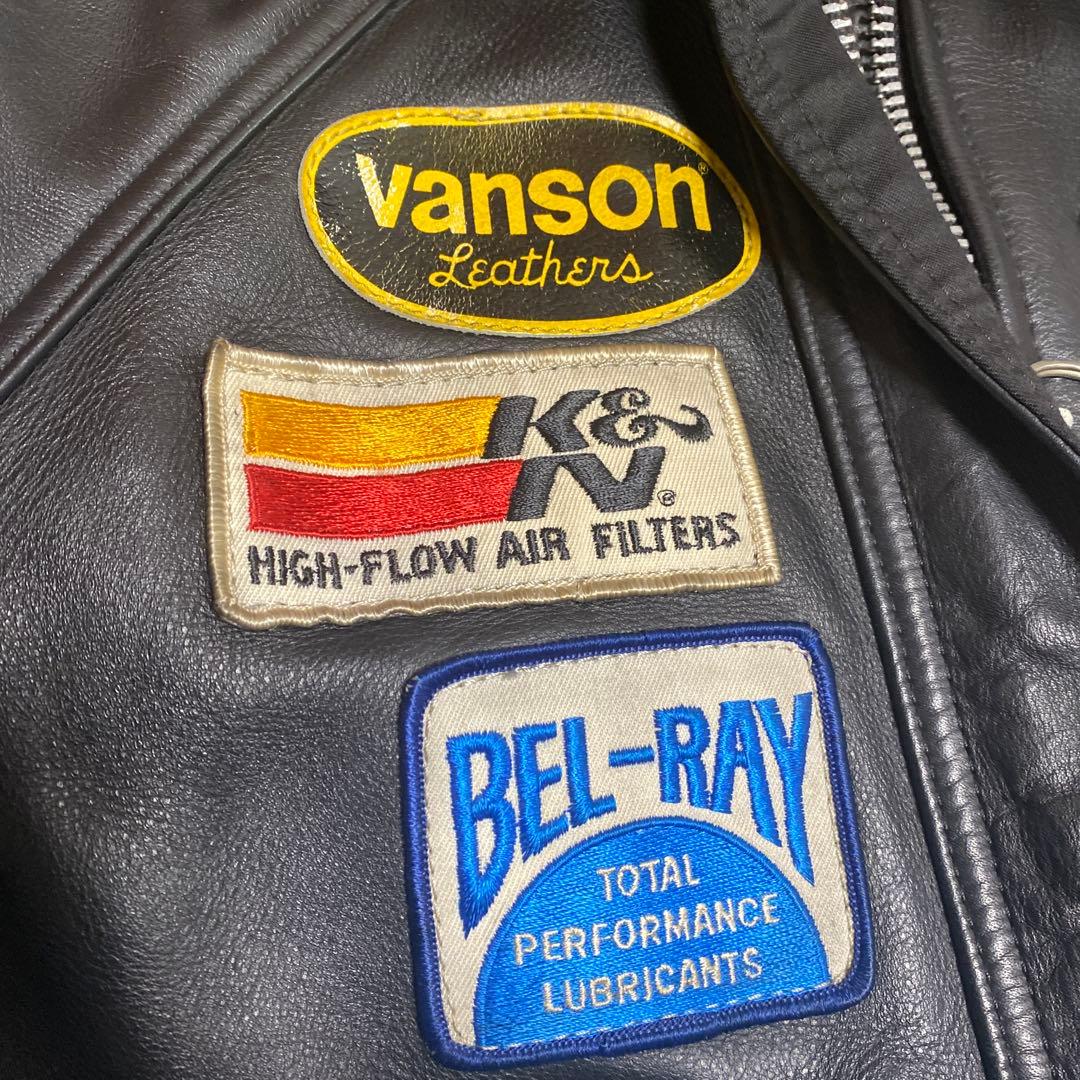 Vanson®
Leathers
K&
N®
HIGH-FLOW AIR FILTERS
BEL-RAY
TOTAL
PERFORMANCE
LUBRICANTS